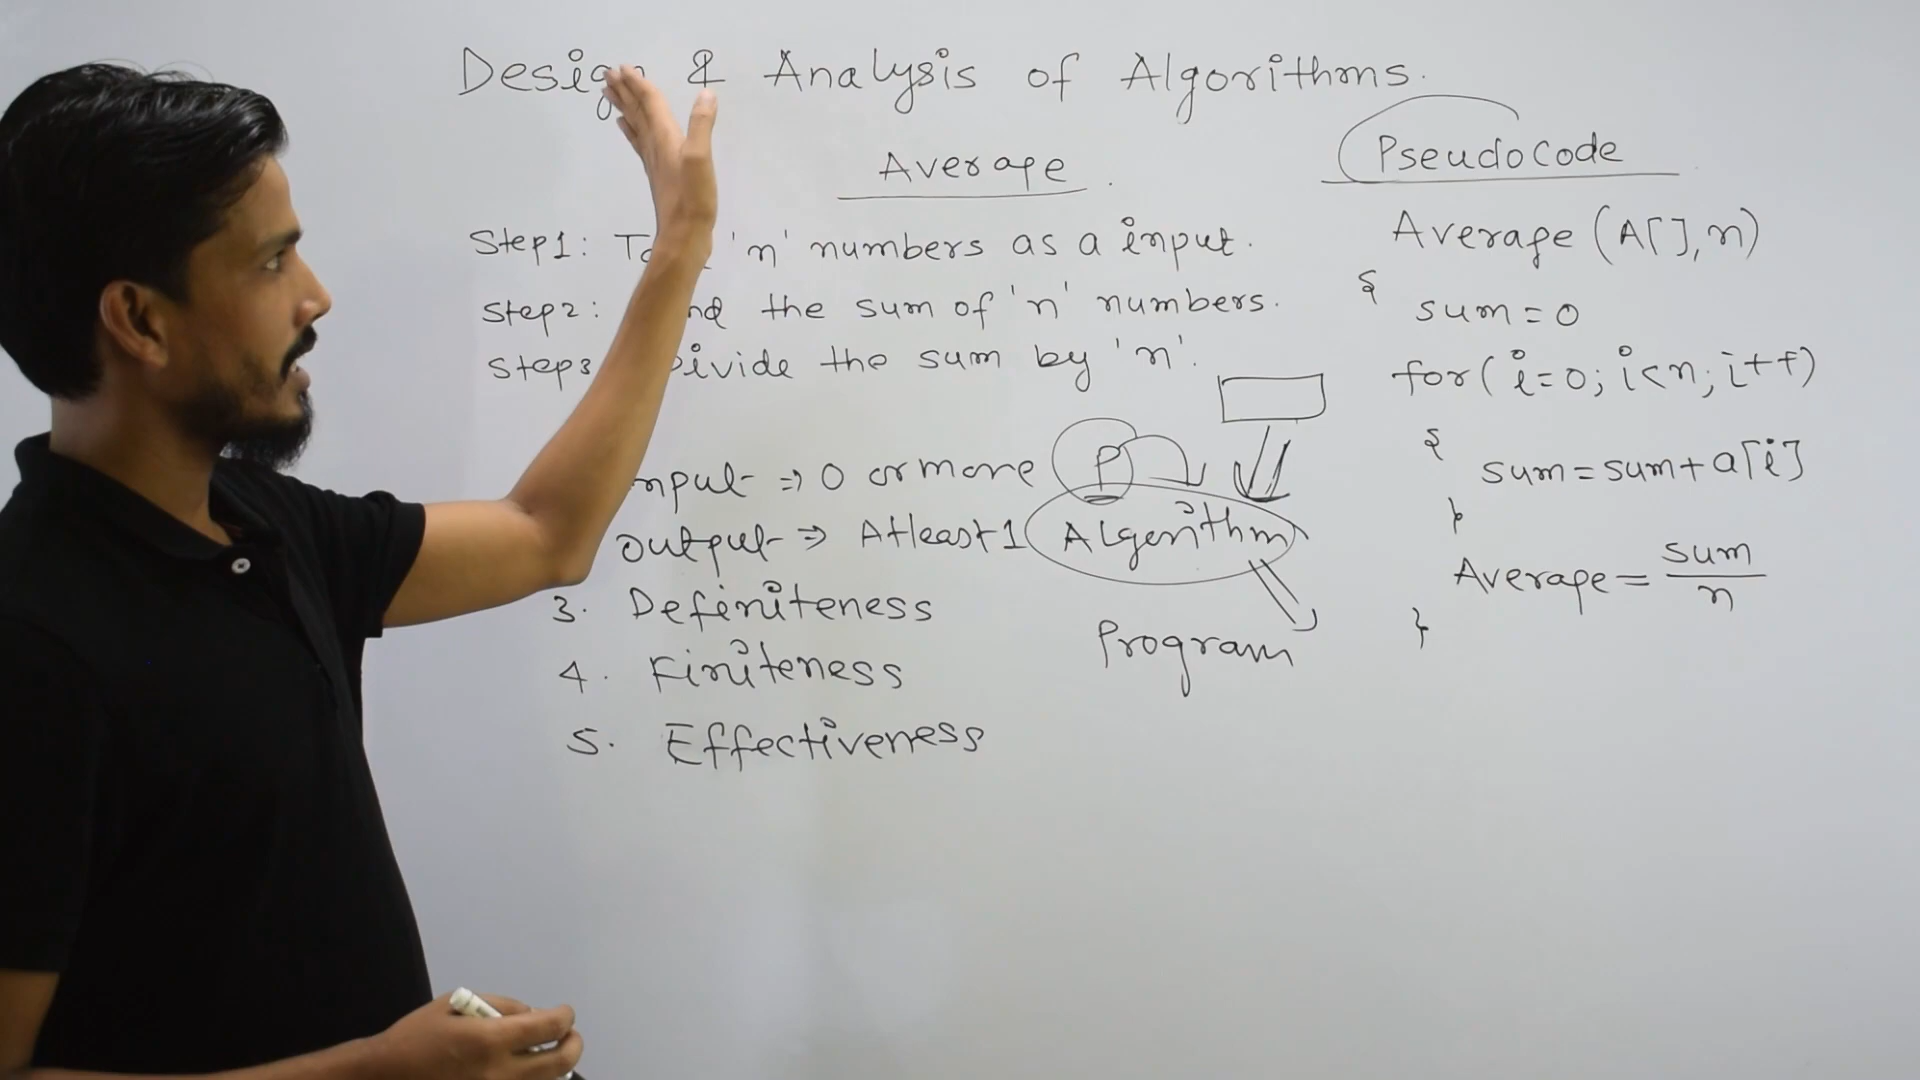 Design & Analysis of Algorithms.
Average
Step1: 'n' numbers as a input.
Step2: the sum of 'n' numbers.
Step3 Divide the sum by 'n'.
Input => 0 or more
output => Atleast 1
3. Definiteness
4. Finiteness
5. Effectiveness
P
Algorithm
Program
PseudoCode
Average (A[], n)
{
sum = 0
for( i=0; i<n; i++)
{
sum = sum + a[i]
}
Average = sum/n
}